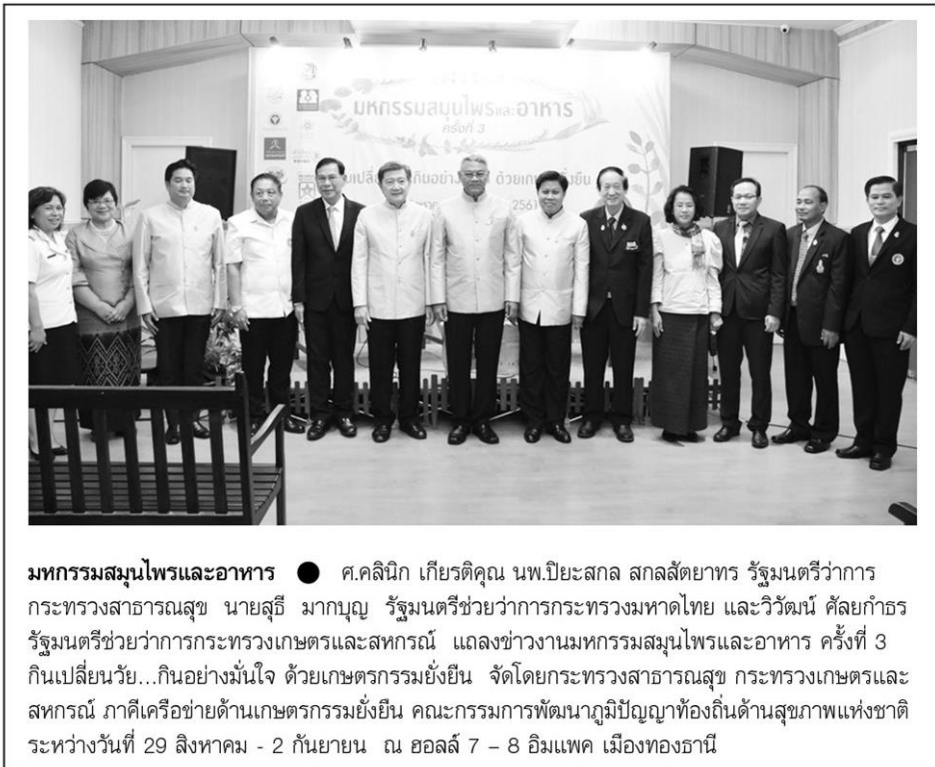 มหกรรมสมุนไพรและอาหาร
ครั้งที่ 3
กินอย่าง
2561
มหกรรมสมุนไพรและอาหาร ● ศ.คลินิก เกียรติคุณ นพ.ปิยะสกล สกลสัตยาทร รัฐมนตรีว่าการ
กระทรวงสาธารณสุข นายสุธี มากบุญ รัฐมนตรีช่วยว่าการกระทรวงมหาดไทย และวิวัฒน์ ศัลยกำธร
รัฐมนตรีช่วยว่าการกระทรวงเกษตรและสหกรณ์ แถลงข่าวงานมหกรรมสมุนไพรและอาหาร ครั้งที่ 3
กินเปลี่ยนวัย...กินอย่างมั่นใจ ด้วยเกษตรกรรมยั่งยืน จัดโดยกระทรวงสาธารณสุข กระทรวงเกษตรและ
สหกรณ์ ภาคีเครือข่ายด้านเกษตรกรรมยั่งยืน คณะกรรมการพัฒนาภูมิปัญญาท้องถิ่นด้านสุขภาพแห่งชาติ
ระหว่างวันที่ 29 สิงหาคม - 2 กันยายน ณ ฮอลล์ 7 – 8 อิมแพค เมืองทองธานี